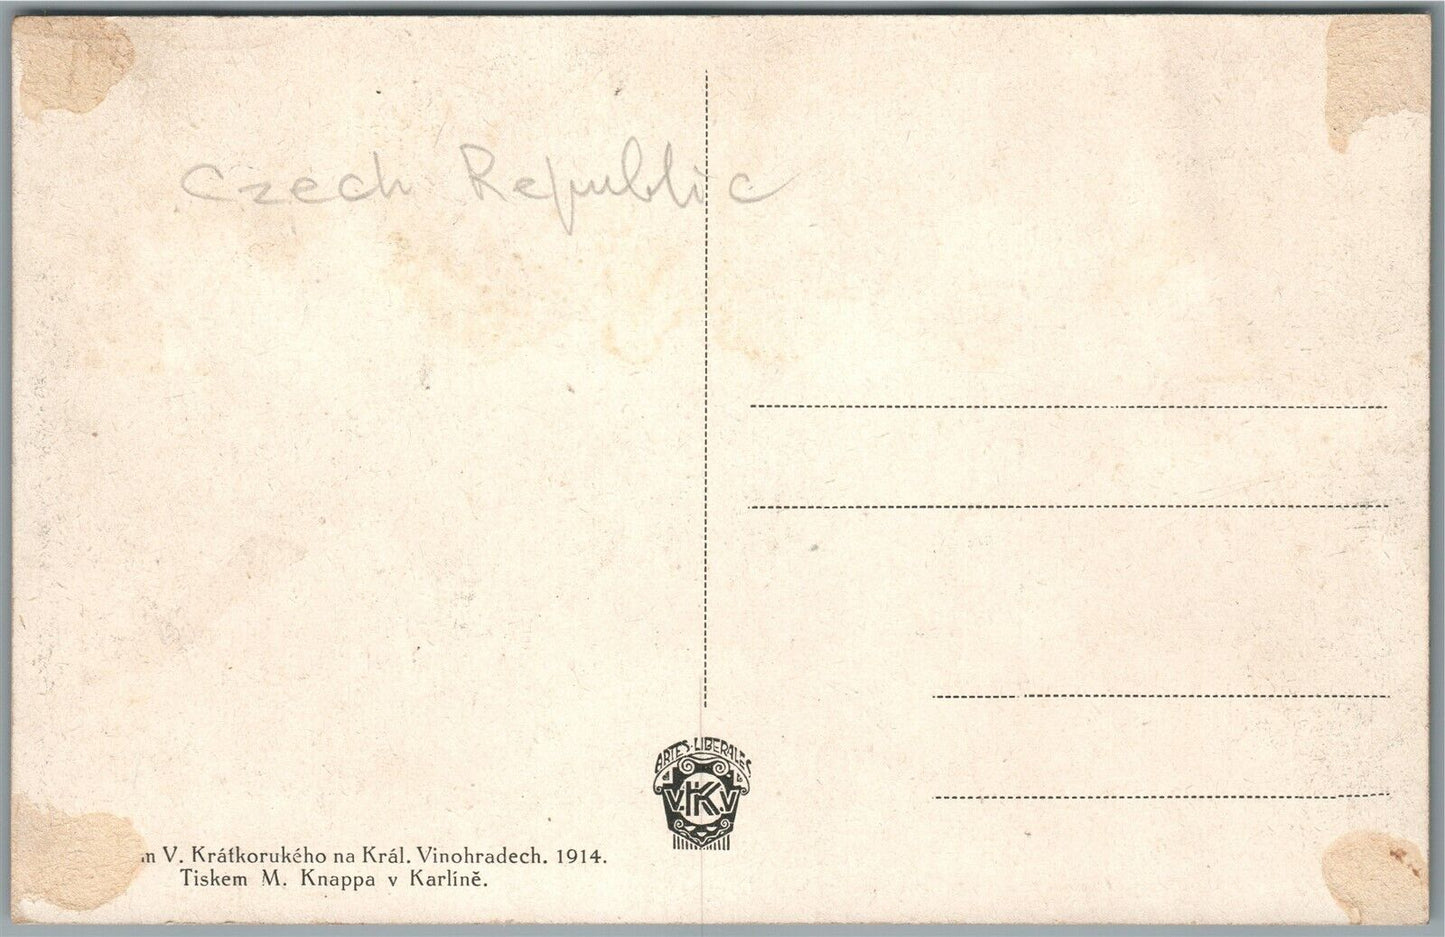 Czech Republic
ARTES·LIBERALES
V.K.V
m V. Krátkorukého na Král. Vinohradech. 1914.
Tiskem M. Knappa v Karlíně.